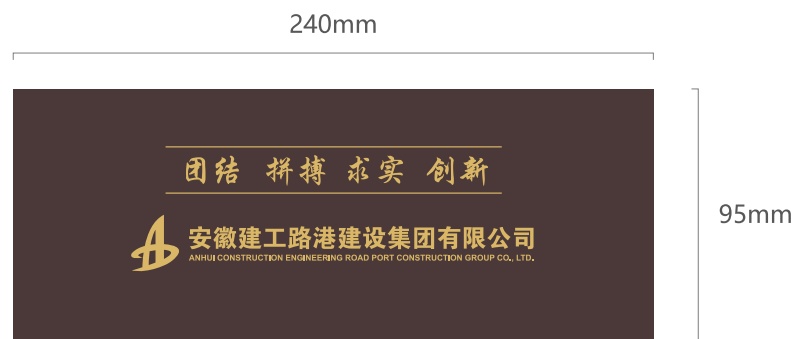 240mm
团结 拼搏 求实 创新
安徽建工路港建设集团有限公司
ANHUI CONSTRUCTION ENGINEERING ROAD PORT CONSTRUCTION GROUP CO., LTD.
95mm